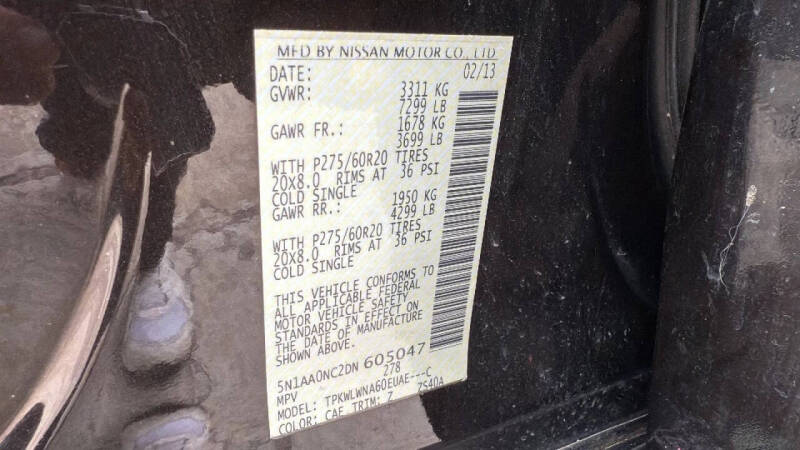 MFD BY NISSAN MOTOR CO., LTD.
DATE: 02/13
GVWR: 3311 KG
7299 LB
GAWR FR.: 1678 KG
3699 LB
WITH P275/60R20 TIRES
20X8.0 RIMS AT 36 PSI
COLD SINGLE
GAWR RR.: 1950 KG
4299 LB
WITH P275/60R20 TIRES
20X8.0 RIMS AT 36 PSI
COLD SINGLE
THIS VEHICLE CONFORMS TO
ALL APPLICABLE FEDERAL
MOTOR VEHICLE SAFETY
STANDARDS IN EFFECT ON
THE DATE OF MANUFACTURE
SHOWN ABOVE.
5N1AA0NC2DN 605047
MPV 278
MODEL: TPKWLWNA60EUAE---C
COLOR: CAE TRIM: Z ZS40A